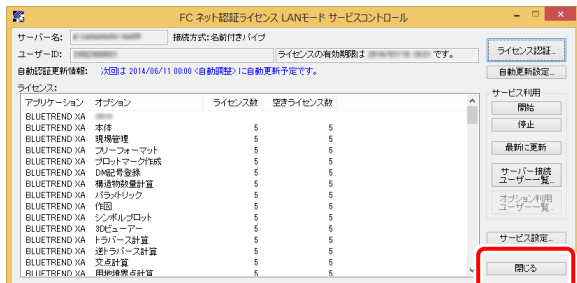 FC ネット認証ライセンス LANモード サービスコントロール
サーバー名: 接続方式:名前付きパイプ
ユーザーID: ライセンスの有効期限は です。
ライセンス認証...
自動認証更新情報: 次回は 2014/06/11 00:00 <自動調整> に自動更新予定です。
自動更新設定...
ライセンス:
アプリケーション オプション ライセンス数 空きライセンス数
BLUETREND XA
BLUETREND XA 本体 5 5
BLUETREND XA 現場管理 5 5
BLUETREND XA フリーフォーマット 5 5
BLUETREND XA プロットマーク作成 5 5
BLUETREND XA DM記号登録 5 5
BLUETREND XA 構造物数量計算 5 5
BLUETREND XA パラメトリック 5 5
BLUETREND XA 作図 5 5
BLUETREND XA シンボルプロット 5 5
BLUETREND XA 3Dビューアー 5 5
BLUETREND XA トラバース計算 5 5
BLUETREND XA 逆トラバース計算 5 5
BLUETREND XA 交点計算 5 5
BLUETREND XA 用地境界点計算 5 5
サービス利用
開始
停止
最新に更新
サーバー接続
ユーザー一覧...
オプション利用
ユーザー一覧...
サービス設定...
閉じる